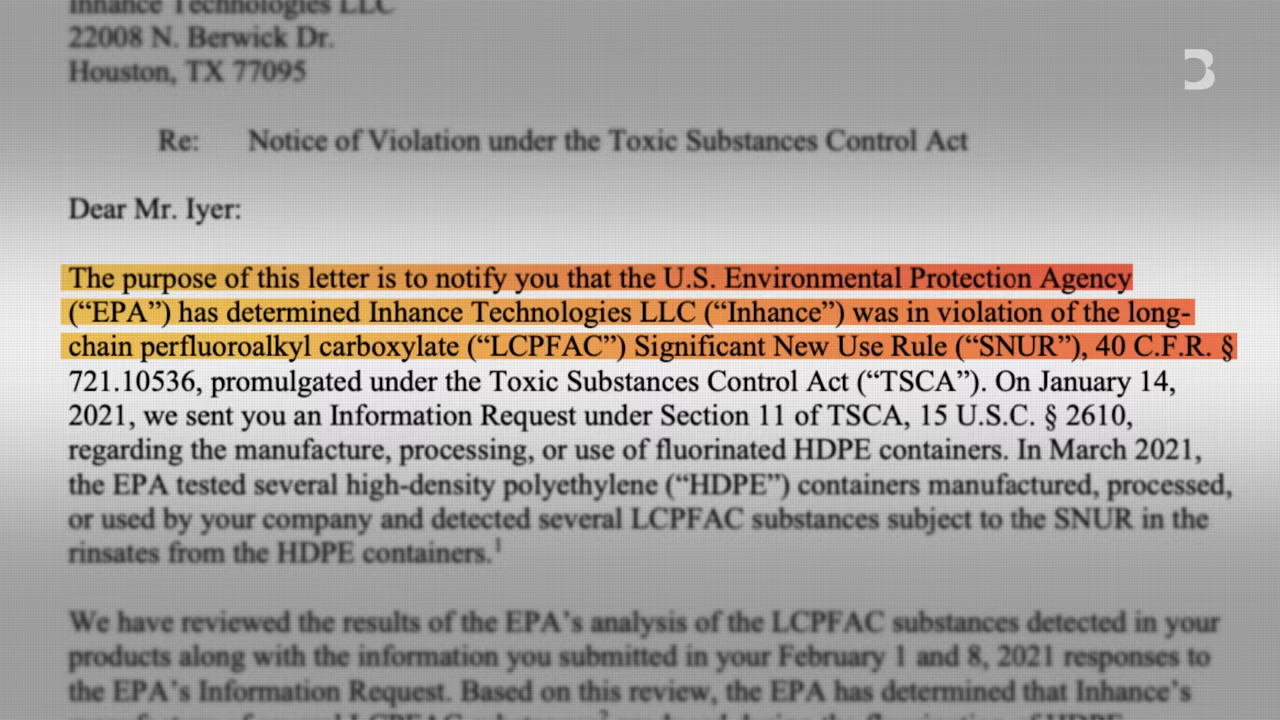 Inhance Technologies LLC
22008 N. Berwick Dr.
Houston, TX 77095
3
Re: Notice of Violation under the Toxic Substances Control Act
Dear Mr. Iyer:
The purpose of this letter is to notify you that the U.S. Environmental Protection Agency
(“EPA”) has determined Inhance Technologies LLC (“Inhance”) was in violation of the long-
chain perfluoroalkyl carboxylate (“LCPFAC”) Significant New Use Rule (“SNUR”), 40 C.F.R. §
721.10536, promulgated under the Toxic Substances Control Act (“TSCA”). On January 14,
2021, we sent you an Information Request under Section 11 of TSCA, 15 U.S.C. § 2610,
regarding the manufacture, processing, or use of fluorinated HDPE containers. In March 2021,
the EPA tested several high-density polyethylene (“HDPE”) containers manufactured, processed,
or used by your company and detected several LCPFAC substances subject to the SNUR in the
rinsates from the HDPE containers.1
We have reviewed the results of the EPA’s analysis of the LCPFAC substances detected in your
products along with the information you submitted in your February 1 and 8, 2021 responses to
the EPA’s Information Request. Based on this review, the EPA has determined that Inhance’s